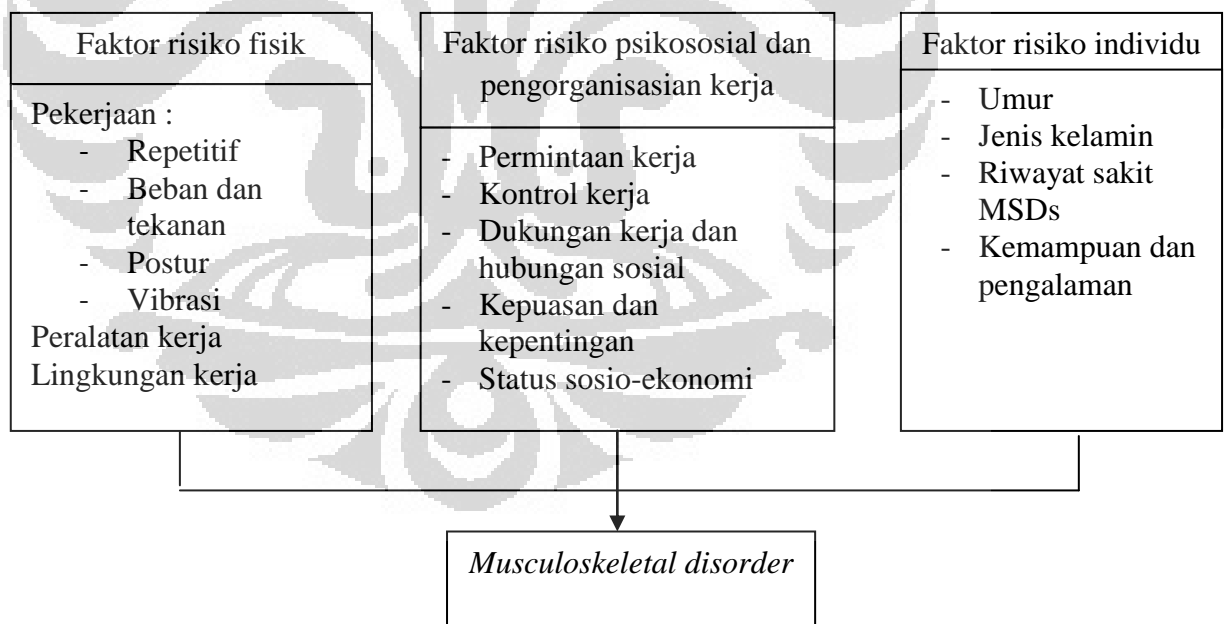 Faktor risiko fisik
Pekerjaan :
- Repetitif
- Beban dan
tekanan
- Postur
- Vibrasi
Peralatan kerja
Lingkungan kerja
Faktor risiko psikososial dan
pengorganisasian kerja
- Permintaan kerja
- Kontrol kerja
- Dukungan kerja dan
hubungan sosial
- Kepuasan dan
kepentingan
- Status sosio-ekonomi
Faktor risiko individu
- Umur
- Jenis kelamin
- Riwayat sakit
MSDs
- Kemampuan dan
pengalaman
Musculoskeletal disorder